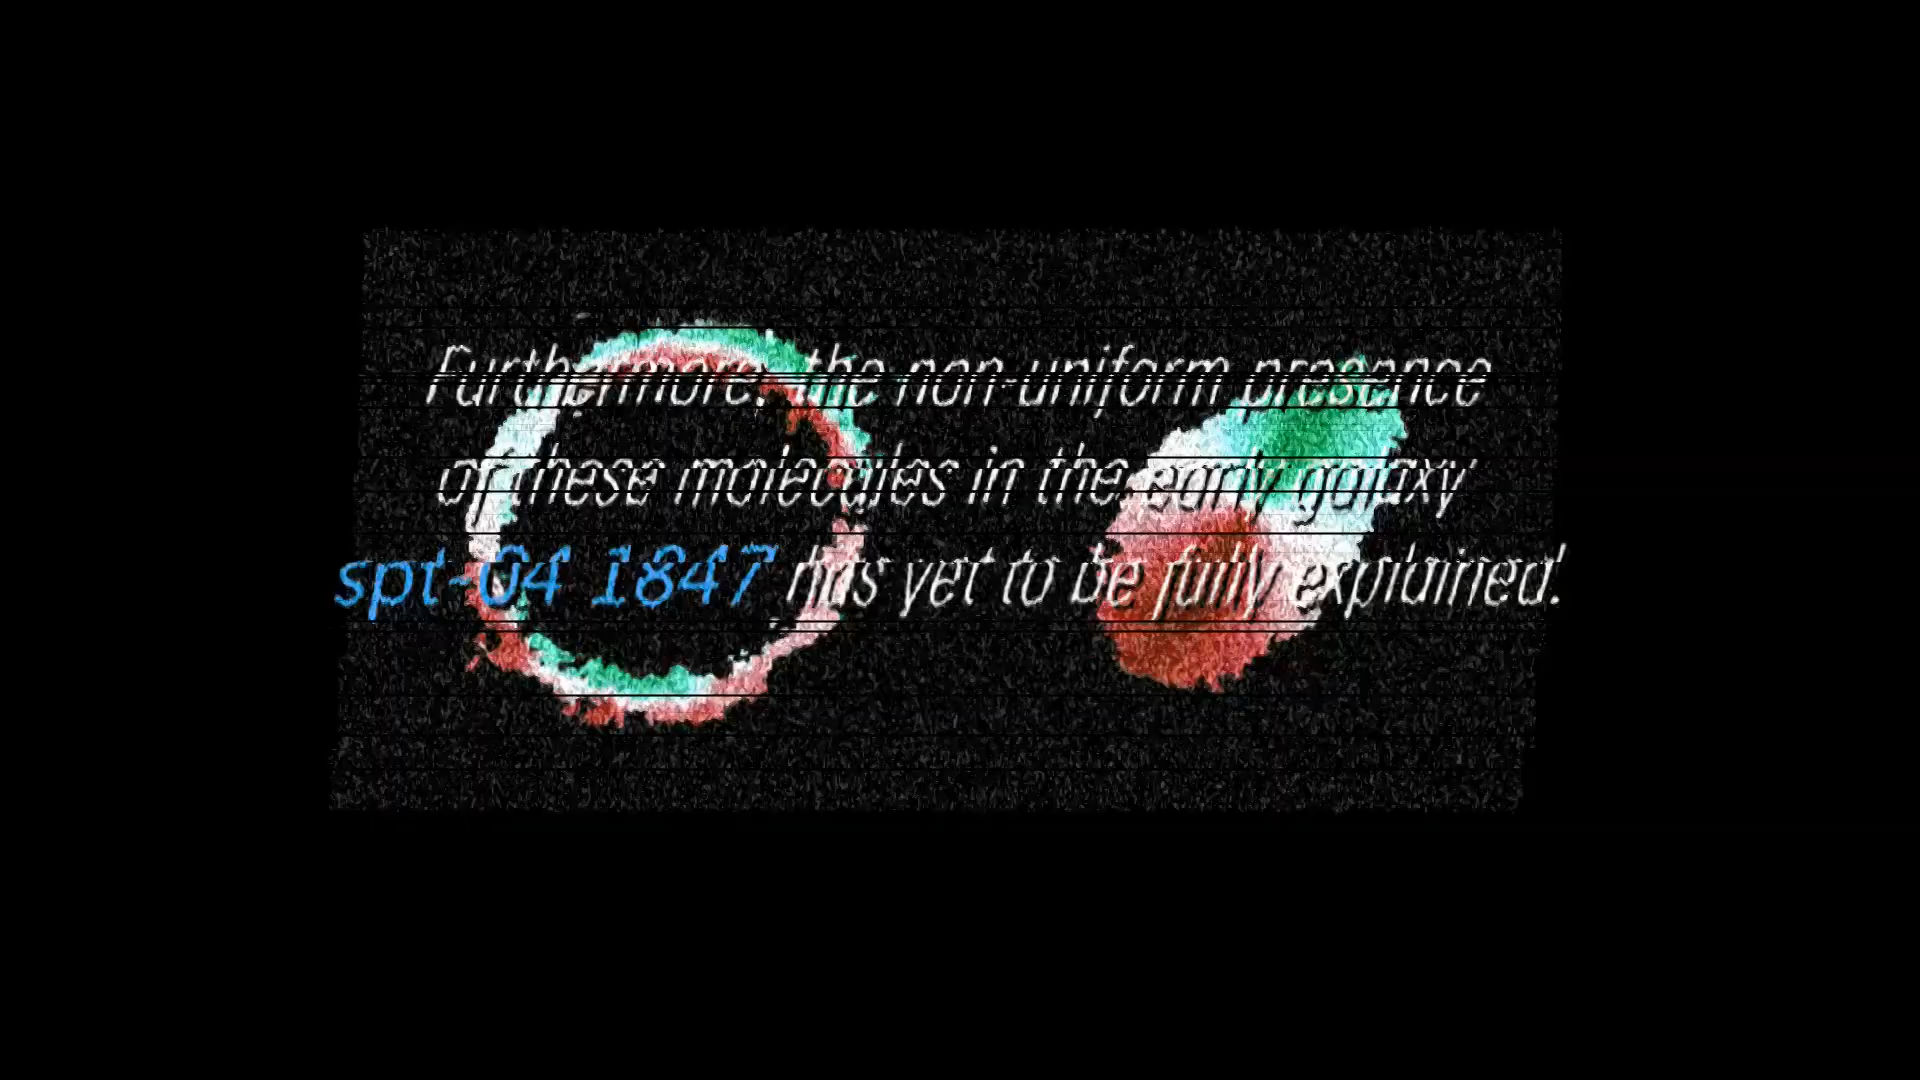 Furthermore, the non-uniform presence
of these molecules in the early galaxy
spt-04 1847 has yet to be fully explained.